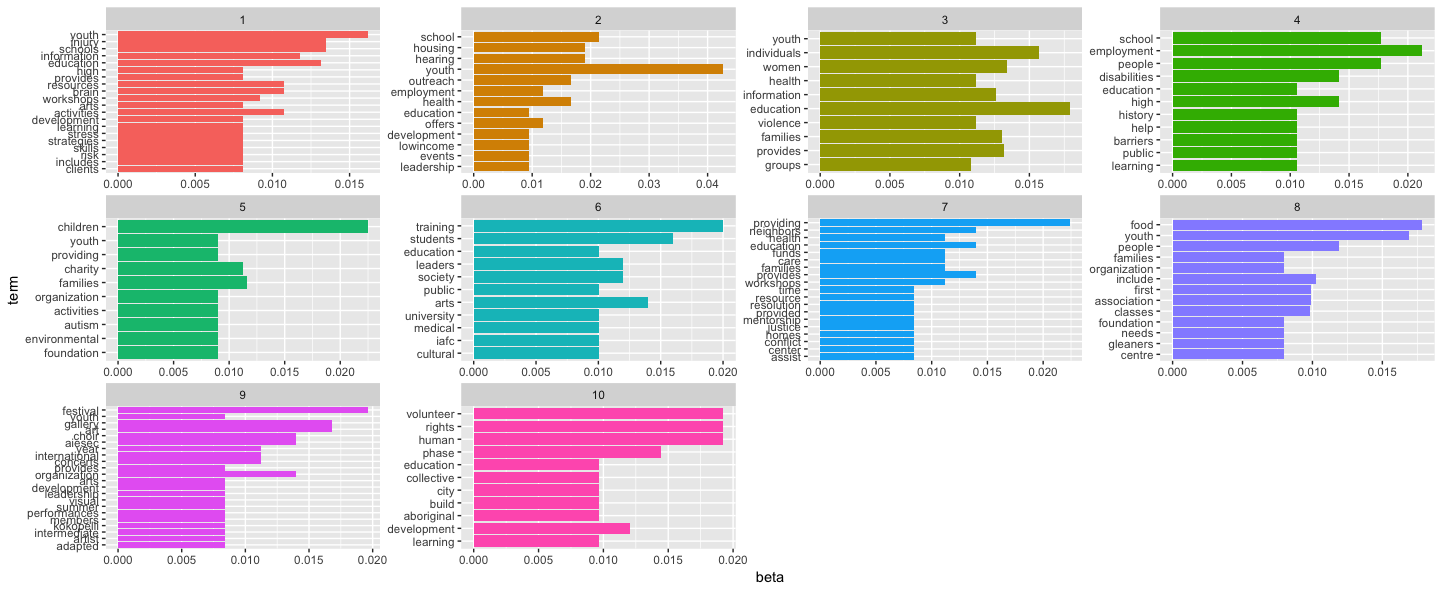 1
youth
injury
schools
information
education
high
provides
resources
brain
workshops
arts
activities
development
learning
stress
strategies
skills
risk
includes
clients
0.000 0.005 0.010 0.015
2
school
housing
hearing
youth
outreach
employment
health
education
offers
development
lowincome
events
leadership
0.00 0.01 0.02 0.03 0.04
3
youth
individuals
women
health
information
education
violence
families
provides
groups
0.000 0.005 0.010 0.015
4
school
employment
people
disabilities
education
high
history
help
barriers
public
learning
0.000 0.005 0.010 0.015 0.020
term
5
children
youth
providing
charity
families
organization
activities
autism
environmental
foundation
0.000 0.005 0.010 0.015 0.020
6
training
students
education
leaders
society
public
arts
university
medical
iafc
cultural
0.000 0.005 0.010 0.015 0.020
7
providing
neighbors
health
education
funds
care
families
provides
workshops
time
resource
resolution
provided
mentorship
justice
homes
conflict
center
assist
0.000 0.005 0.010 0.015 0.020
8
food
youth
people
families
organization
include
first
association
classes
foundation
needs
gleaners
centre
0.000 0.005 0.010 0.015
9
festival
youth
gallery
art
choir
aiesec
year
international
concerts
provides
organization
arts
development
leadership
visual
summer
performances
members
kokopelli
intermediate
artist
adapted
0.000 0.005 0.010 0.015 0.020
10
volunteer
rights
human
phase
education
collective
city
build
aboriginal
development
learning
0.000 0.005 0.010 0.015 0.020
beta